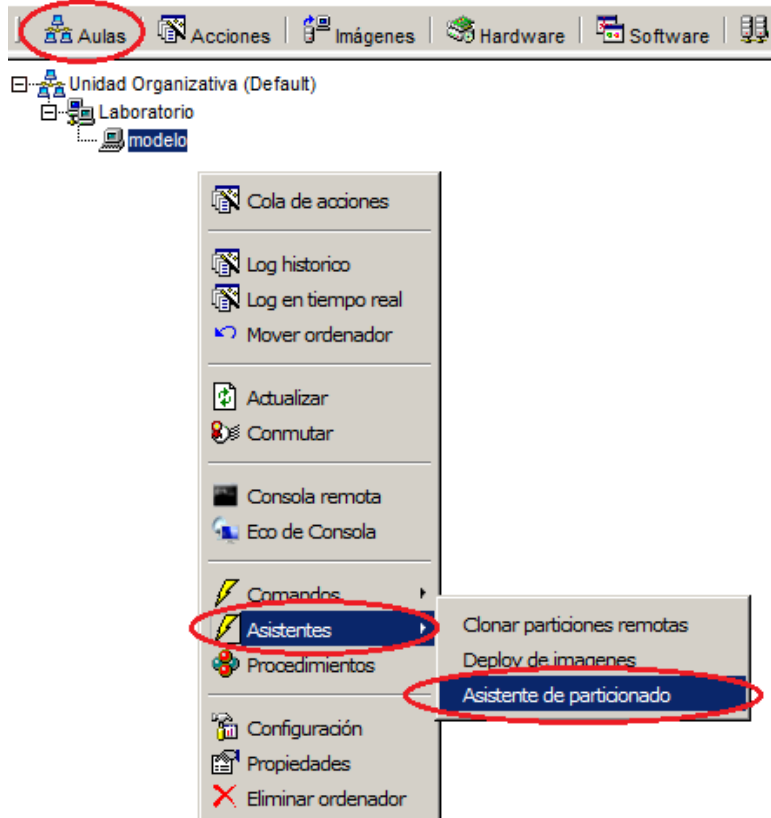 Aulas Acciones Imágenes Hardware Software
Unidad Organizativa (Default)
Laboratorio
modelo
Cola de acciones
Log historico
Log en tiempo real
Mover ordenador
Actualizar
Conmutar
Consola remota
Eco de Consola
Comandos
Asistentes
Clonar particiones remotas
Procedimientos
Deploy de imagenes
Asistente de particionado
Configuración
Propiedades
Eliminar ordenador